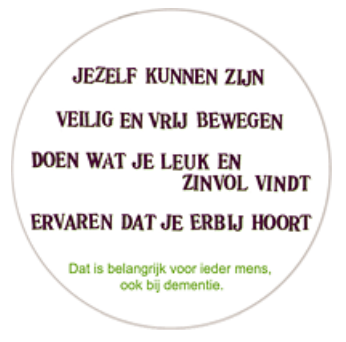 JEZELF KUNNEN ZIJN
VEILIG EN VRIJ BEWEGEN
DOEN WAT JE LEUK EN
ZINVOL VINDT
ERVAREN DAT JE ERBIJ HOORT
Dat is belangrijk voor ieder mens,
ook bij dementie.